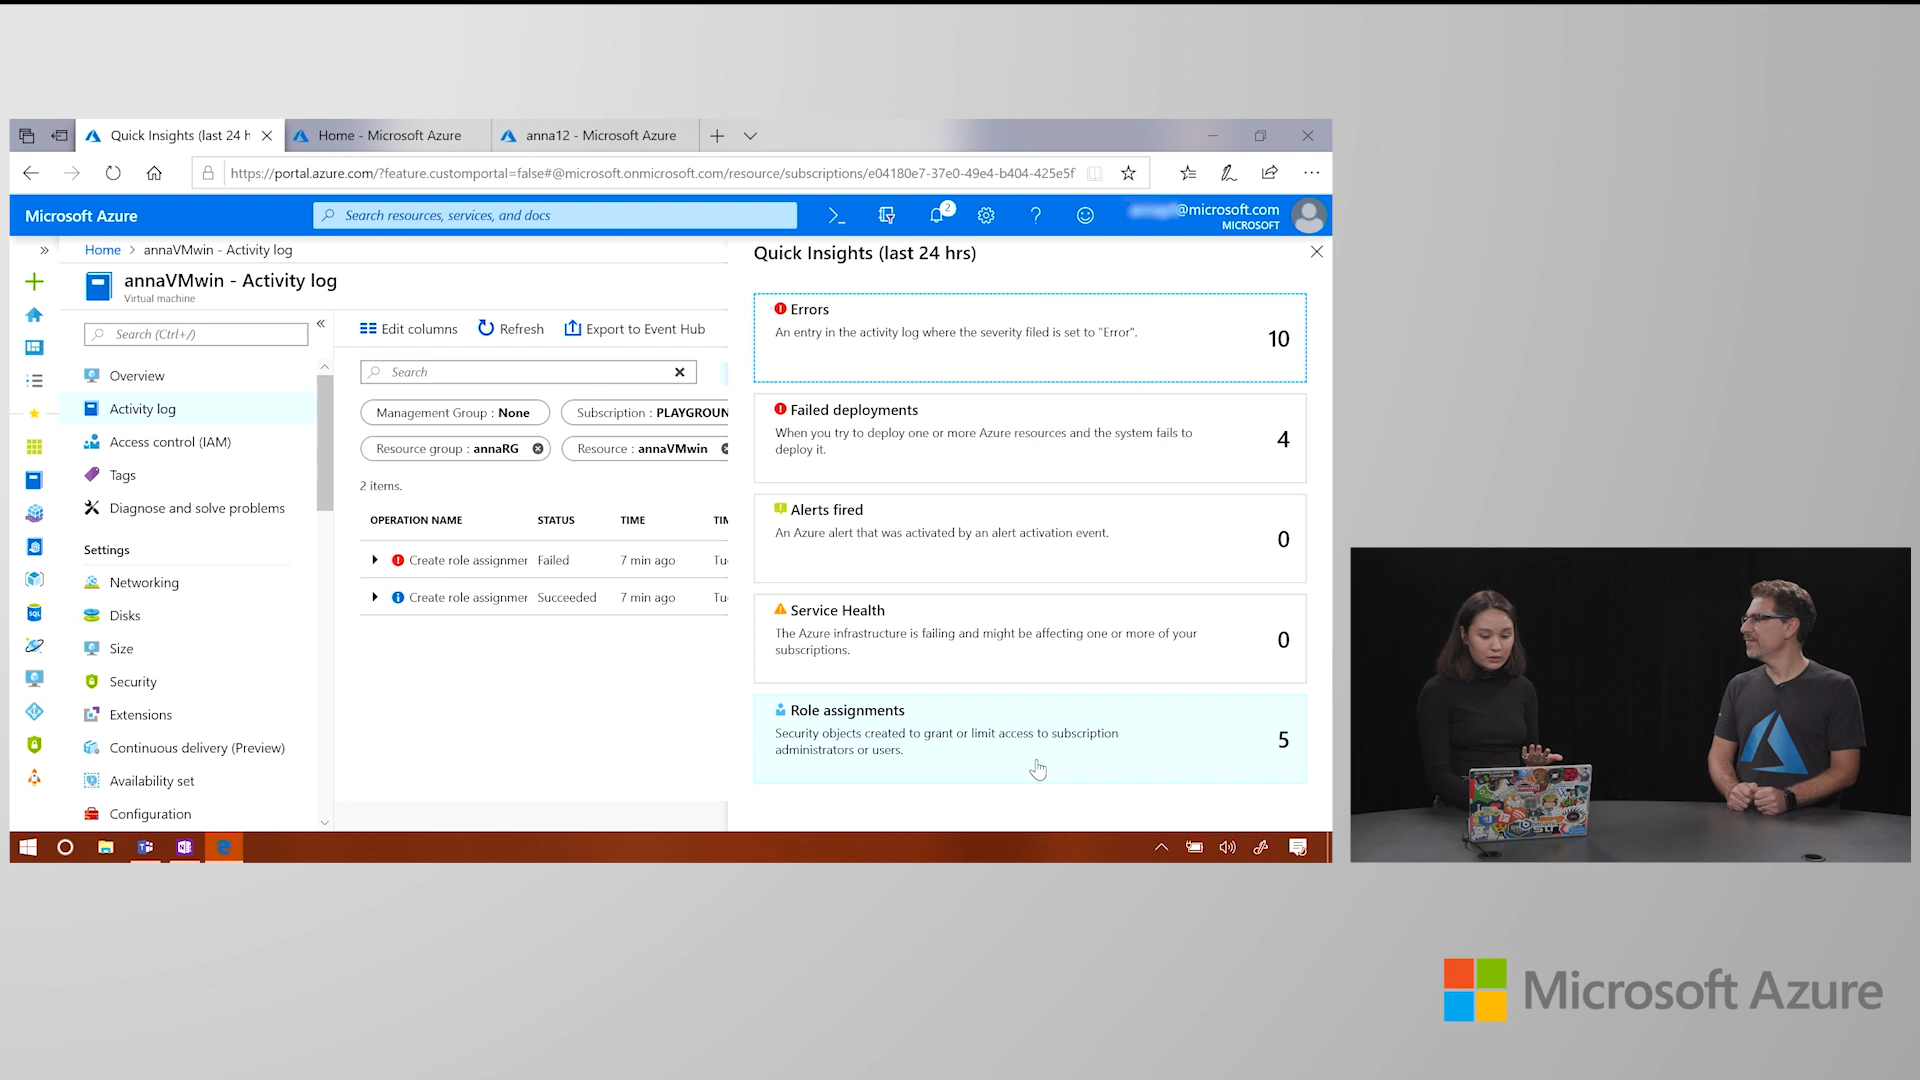 Quick Insights (last 24 h
Home - Microsoft Azure
anna12 - Microsoft Azure
https://portal.azure.com/?feature.customportal=false#@microsoft.onmicrosoft.com/resource/subscriptions/e04180e7-37e0-49e4-b404-425e5f
Microsoft Azure
Search resources, services, and docs
2
@microsoft.com
MICROSOFT
Home > annaVMwin - Activity log
annaVMwin - Activity log
Virtual machine
Search (Ctrl+/)
Overview
Activity log
Access control (IAM)
Tags
Diagnose and solve problems
Settings
Networking
Disks
Size
Security
Extensions
Continuous delivery (Preview)
Availability set
Configuration
Edit columns
Refresh
Export to Event Hub
Search
Management Group : None
Subscription : PLAYGROUN
Resource group : annaRG
Resource : annaVMwin
2 items.
OPERATION NAME STATUS TIME TIM
Create role assignmer Failed 7 min ago Tu
Create role assignmer Succeeded 7 min ago Tu
Quick Insights (last 24 hrs)
Errors
An entry in the activity log where the severity filed is set to "Error".
10
Failed deployments
When you try to deploy one or more Azure resources and the system fails to
deploy it.
4
Alerts fired
An Azure alert that was activated by an alert activation event.
0
Service Health
The Azure infrastructure is failing and might be affecting one or more of your
subscriptions.
0
Role assignments
Security objects created to grant or limit access to subscription
administrators or users.
5
Microsoft Azure